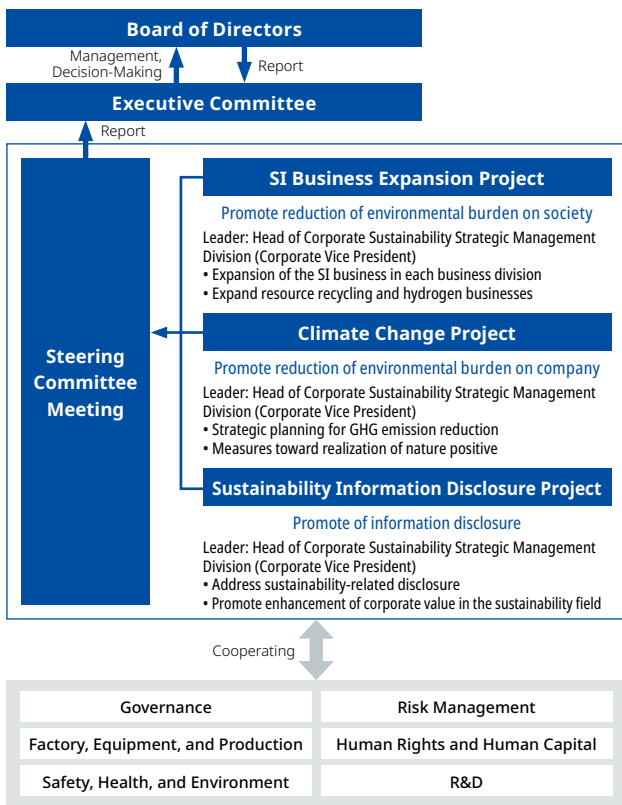 Board of Directors
Management,
Decision-Making
Report
Executive Committee
Report
Steering
Committee
Meeting
SI Business Expansion Project
Promote reduction of environmental burden on society
Leader: Head of Corporate Sustainability Strategic Management
Division (Corporate Vice President)
• Expansion of the SI business in each business division
• Expand resource recycling and hydrogen businesses
Climate Change Project
Promote reduction of environmental burden on company
Leader: Head of Corporate Sustainability Strategic Management
Division (Corporate Vice President)
• Strategic planning for GHG emission reduction
• Measures toward realization of nature positive
Sustainability Information Disclosure Project
Promote of information disclosure
Leader: Head of Corporate Sustainability Strategic Management
Division (Corporate Vice President)
• Address sustainability-related disclosure
• Promote enhancement of corporate value in the sustainability field
Cooperating
Governance
Risk Management
Factory, Equipment, and Production
Human Rights and Human Capital
Safety, Health, and Environment
R&D